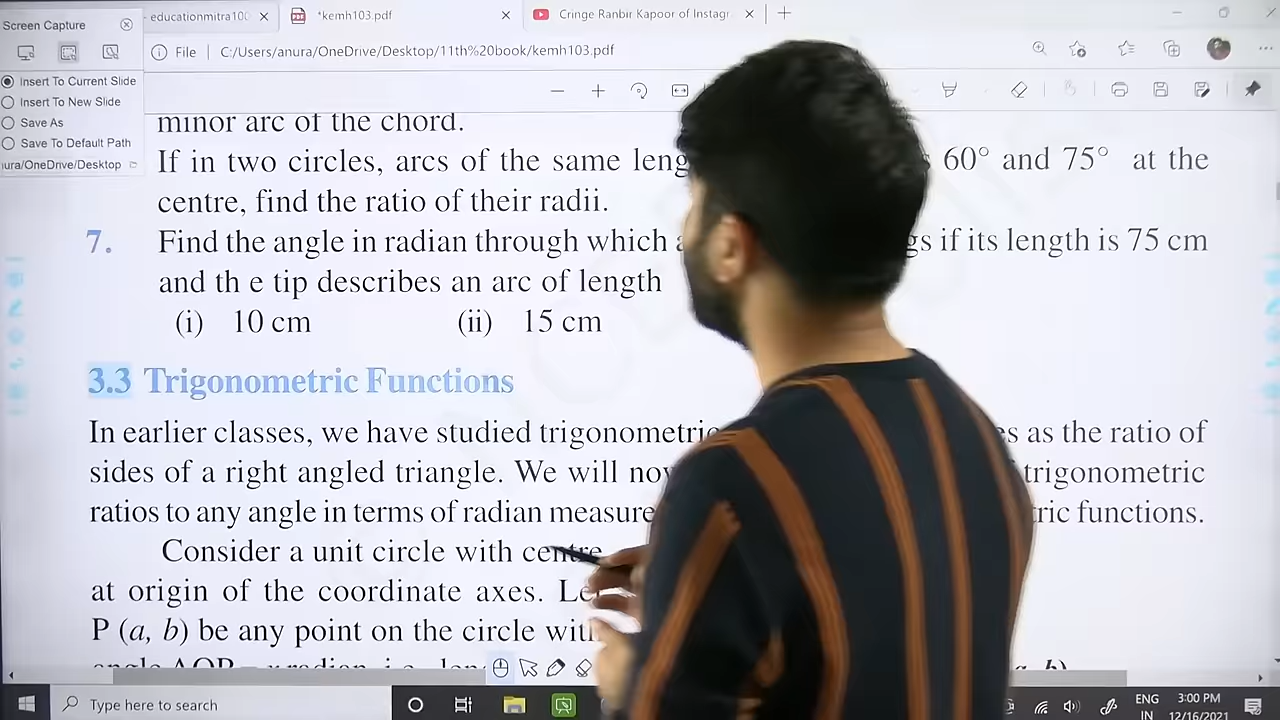 Screen Capture
educationmitra100
*kemh103.pdf
Cringe Ranbir Kapoor of Instagr
File C:/Users/anura/OneDrive/Desktop/11th%20book/kemh103.pdf
Insert To Current Slide
Insert To New Slide
Save As
Save To Default Path
ura/OneDrive/Desktop
minor arc of the chord.
If in two circles, arcs of the same leng 60° and 75° at the
centre, find the ratio of their radii.
7. Find the angle in radian through which a gs if its length is 75 cm
and th e tip describes an arc of length
(i) 10 cm (ii) 15 cm
3.3 Trigonometric Functions
In earlier classes, we have studied trigonometric es as the ratio of
sides of a right angled triangle. We will now trigonometric
ratios to any angle in terms of radian measure tric functions.
Consider a unit circle with centre
at origin of the coordinate axes. Le
P (a, b) be any point on the circle with
angle AOP = x radian, i.e., leng a, b)
Type here to search
ENG
IN
3:00 PM
12/16/2021